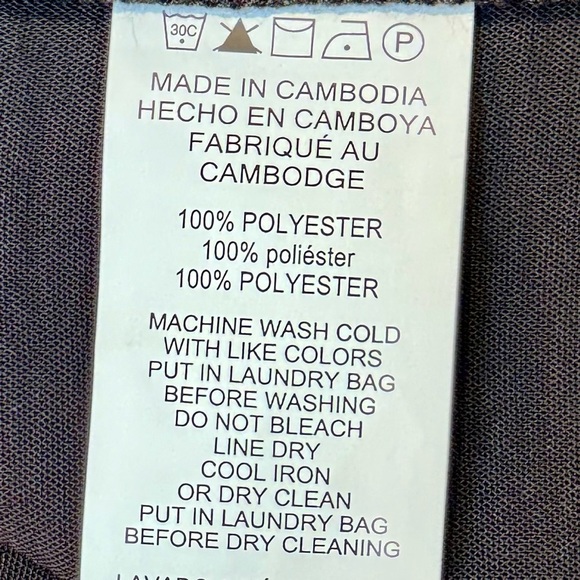 30C
P
MADE IN CAMBODIA
HECHO EN CAMBOYA
FABRIQUÉ AU
CAMBODGE
100% POLYESTER
100% poliéster
100% POLYESTER
MACHINE WASH COLD
WITH LIKE COLORS
PUT IN LAUNDRY BAG
BEFORE WASHING
DO NOT BLEACH
LINE DRY
COOL IRON
OR DRY CLEAN
PUT IN LAUNDRY BAG
BEFORE DRY CLEANING